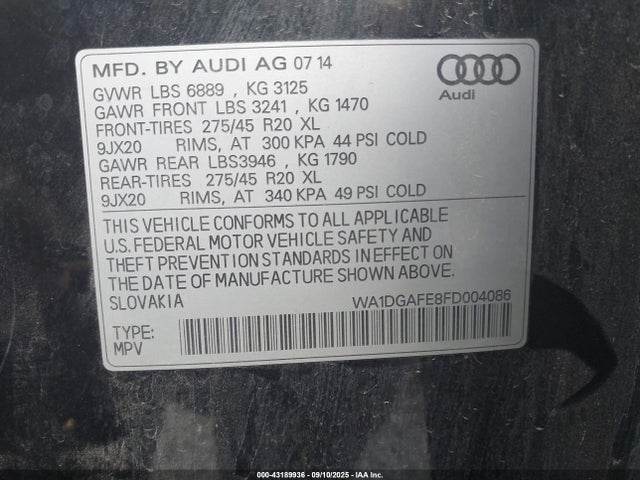 MFD. BY AUDI AG 07 14
GVWR LBS 6889 , KG 3125
GAWR FRONT LBS 3241 , KG 1470
FRONT-TIRES 275/45 R20 XL
9JX20 RIMS, AT 300 KPA 44 PSI COLD
GAWR REAR LBS3946 , KG 1790
REAR-TIRES 275/45 R20 XL
9JX20 RIMS, AT 340 KPA 49 PSI COLD
Audi
THIS VEHICLE CONFORMS TO ALL APPLICABLE
U.S. FEDERAL MOTOR VEHICLE SAFETY AND
THEFT PREVENTION STANDARDS IN EFFECT ON
THE DATE OF MANUFACTURE SHOWN ABOVE.
SLOVAKIA
WA1DGAFE8FD004086
TYPE:
MPV
000-43189936 - 09/10/2025 - IAA Inc.